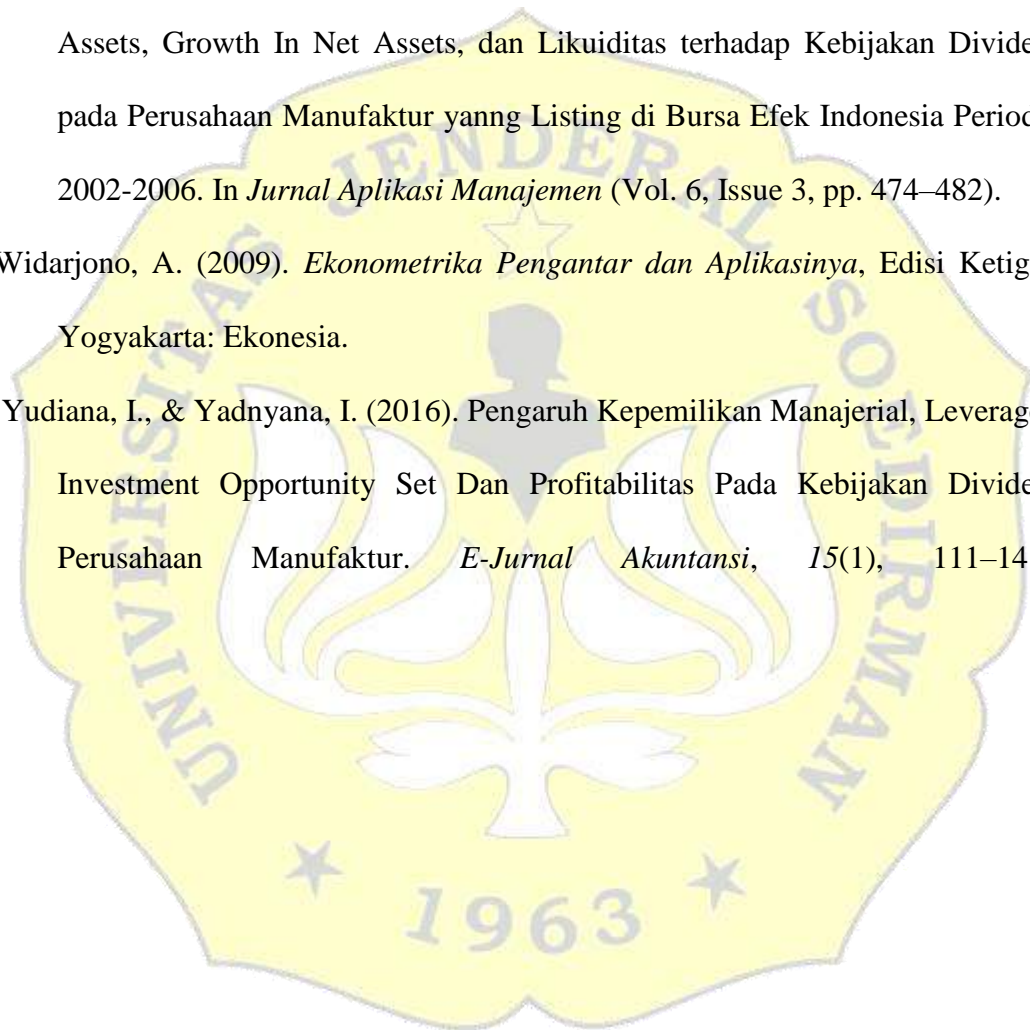 Assets, Growth In Net Assets, dan Likuiditas terhadap Kebijakan Divide
pada Perusahaan Manufaktur yanng Listing di Bursa Efek Indonesia Period
2002-2006. In Jurnal Aplikasi Manajemen (Vol. 6, Issue 3, pp. 474–482).
Widarjono, A. (2009). Ekonometrika Pengantar dan Aplikasinya, Edisi Ketig
Yogyakarta: Ekonesia.
Yudiana, I., & Yadnyana, I. (2016). Pengaruh Kepemilikan Manajerial, Leverag
Investment Opportunity Set Dan Profitabilitas Pada Kebijakan Divide
Perusahaan Manufaktur. E-Jurnal Akuntansi, 15(1), 111–14
UNIVERSITAS JENDERAL SOEDIRMAN
1963